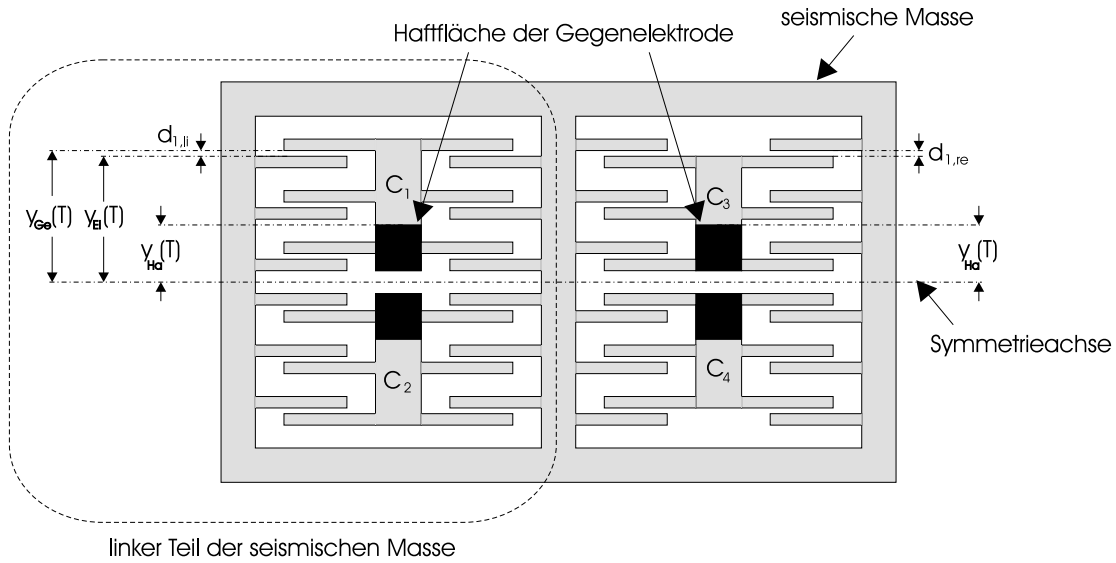 seismische Masse
Haftfläche der Gegenelektrode
d1,li
d1,re
C1
C3
yGe(T)
yEl(T)
yHa(T)
yHa(T)
Symmetrieachse
C2
C4
linker Teil der seismischen Masse